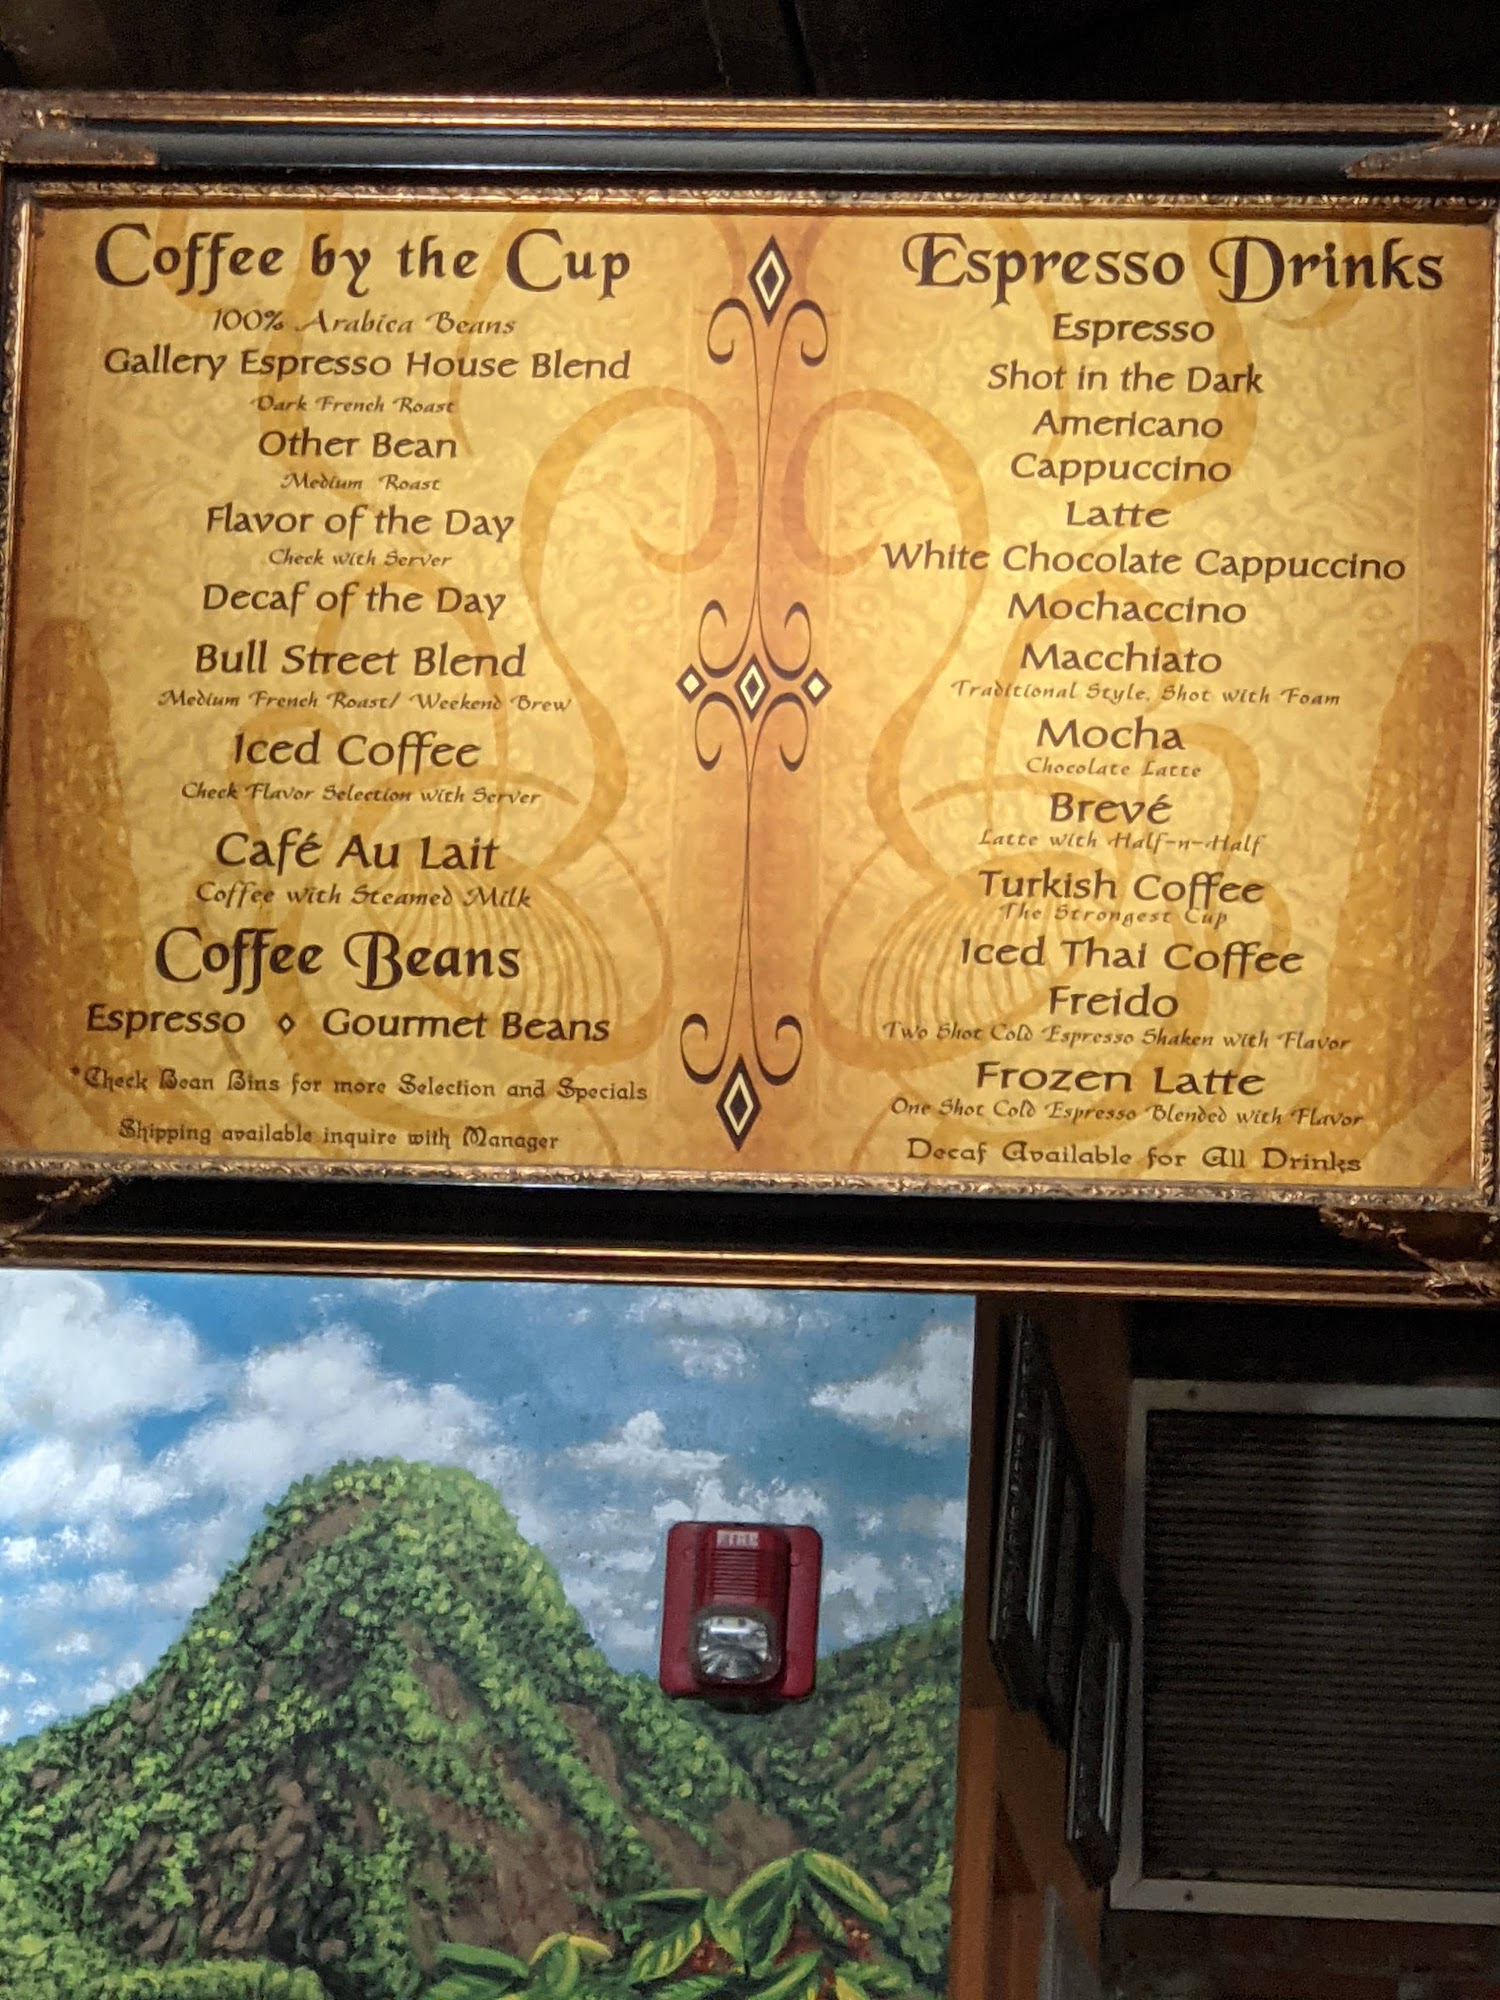 Coffee by the Cup
100% Arabica Beans
Gallery Espresso House Blend
Dark French Roast
Other Bean
Medium Roast
Flavor of the Day
Check with Server
Decaf of the Day
Bull Street Blend
Medium French Roast/ Weekend Brew
Iced Coffee
Check Flavor Selection with Server
Café Au Lait
Coffee with Steamed Milk
Coffee Beans
Espresso ◊ Gourmet Beans
*Check Bean Bins for more Selection and Specials
Shipping available inquire with Manager
Espresso Drinks
Espresso
Shot in the Dark
Americano
Cappuccino
Latte
White Chocolate Cappuccino
Mochaccino
Macchiato
Traditional Style, Shot with Foam
Mocha
Chocolate Latte
Brevé
Latte with Half-n-Half
Turkish Coffee
The Strongest Cup
Iced Thai Coffee
Freido
Two Shot Cold Espresso Shaken with Flavor
Frozen Latte
One Shot Cold Espresso Blended with Flavor
Decaf Available for All Drinks
FIRE